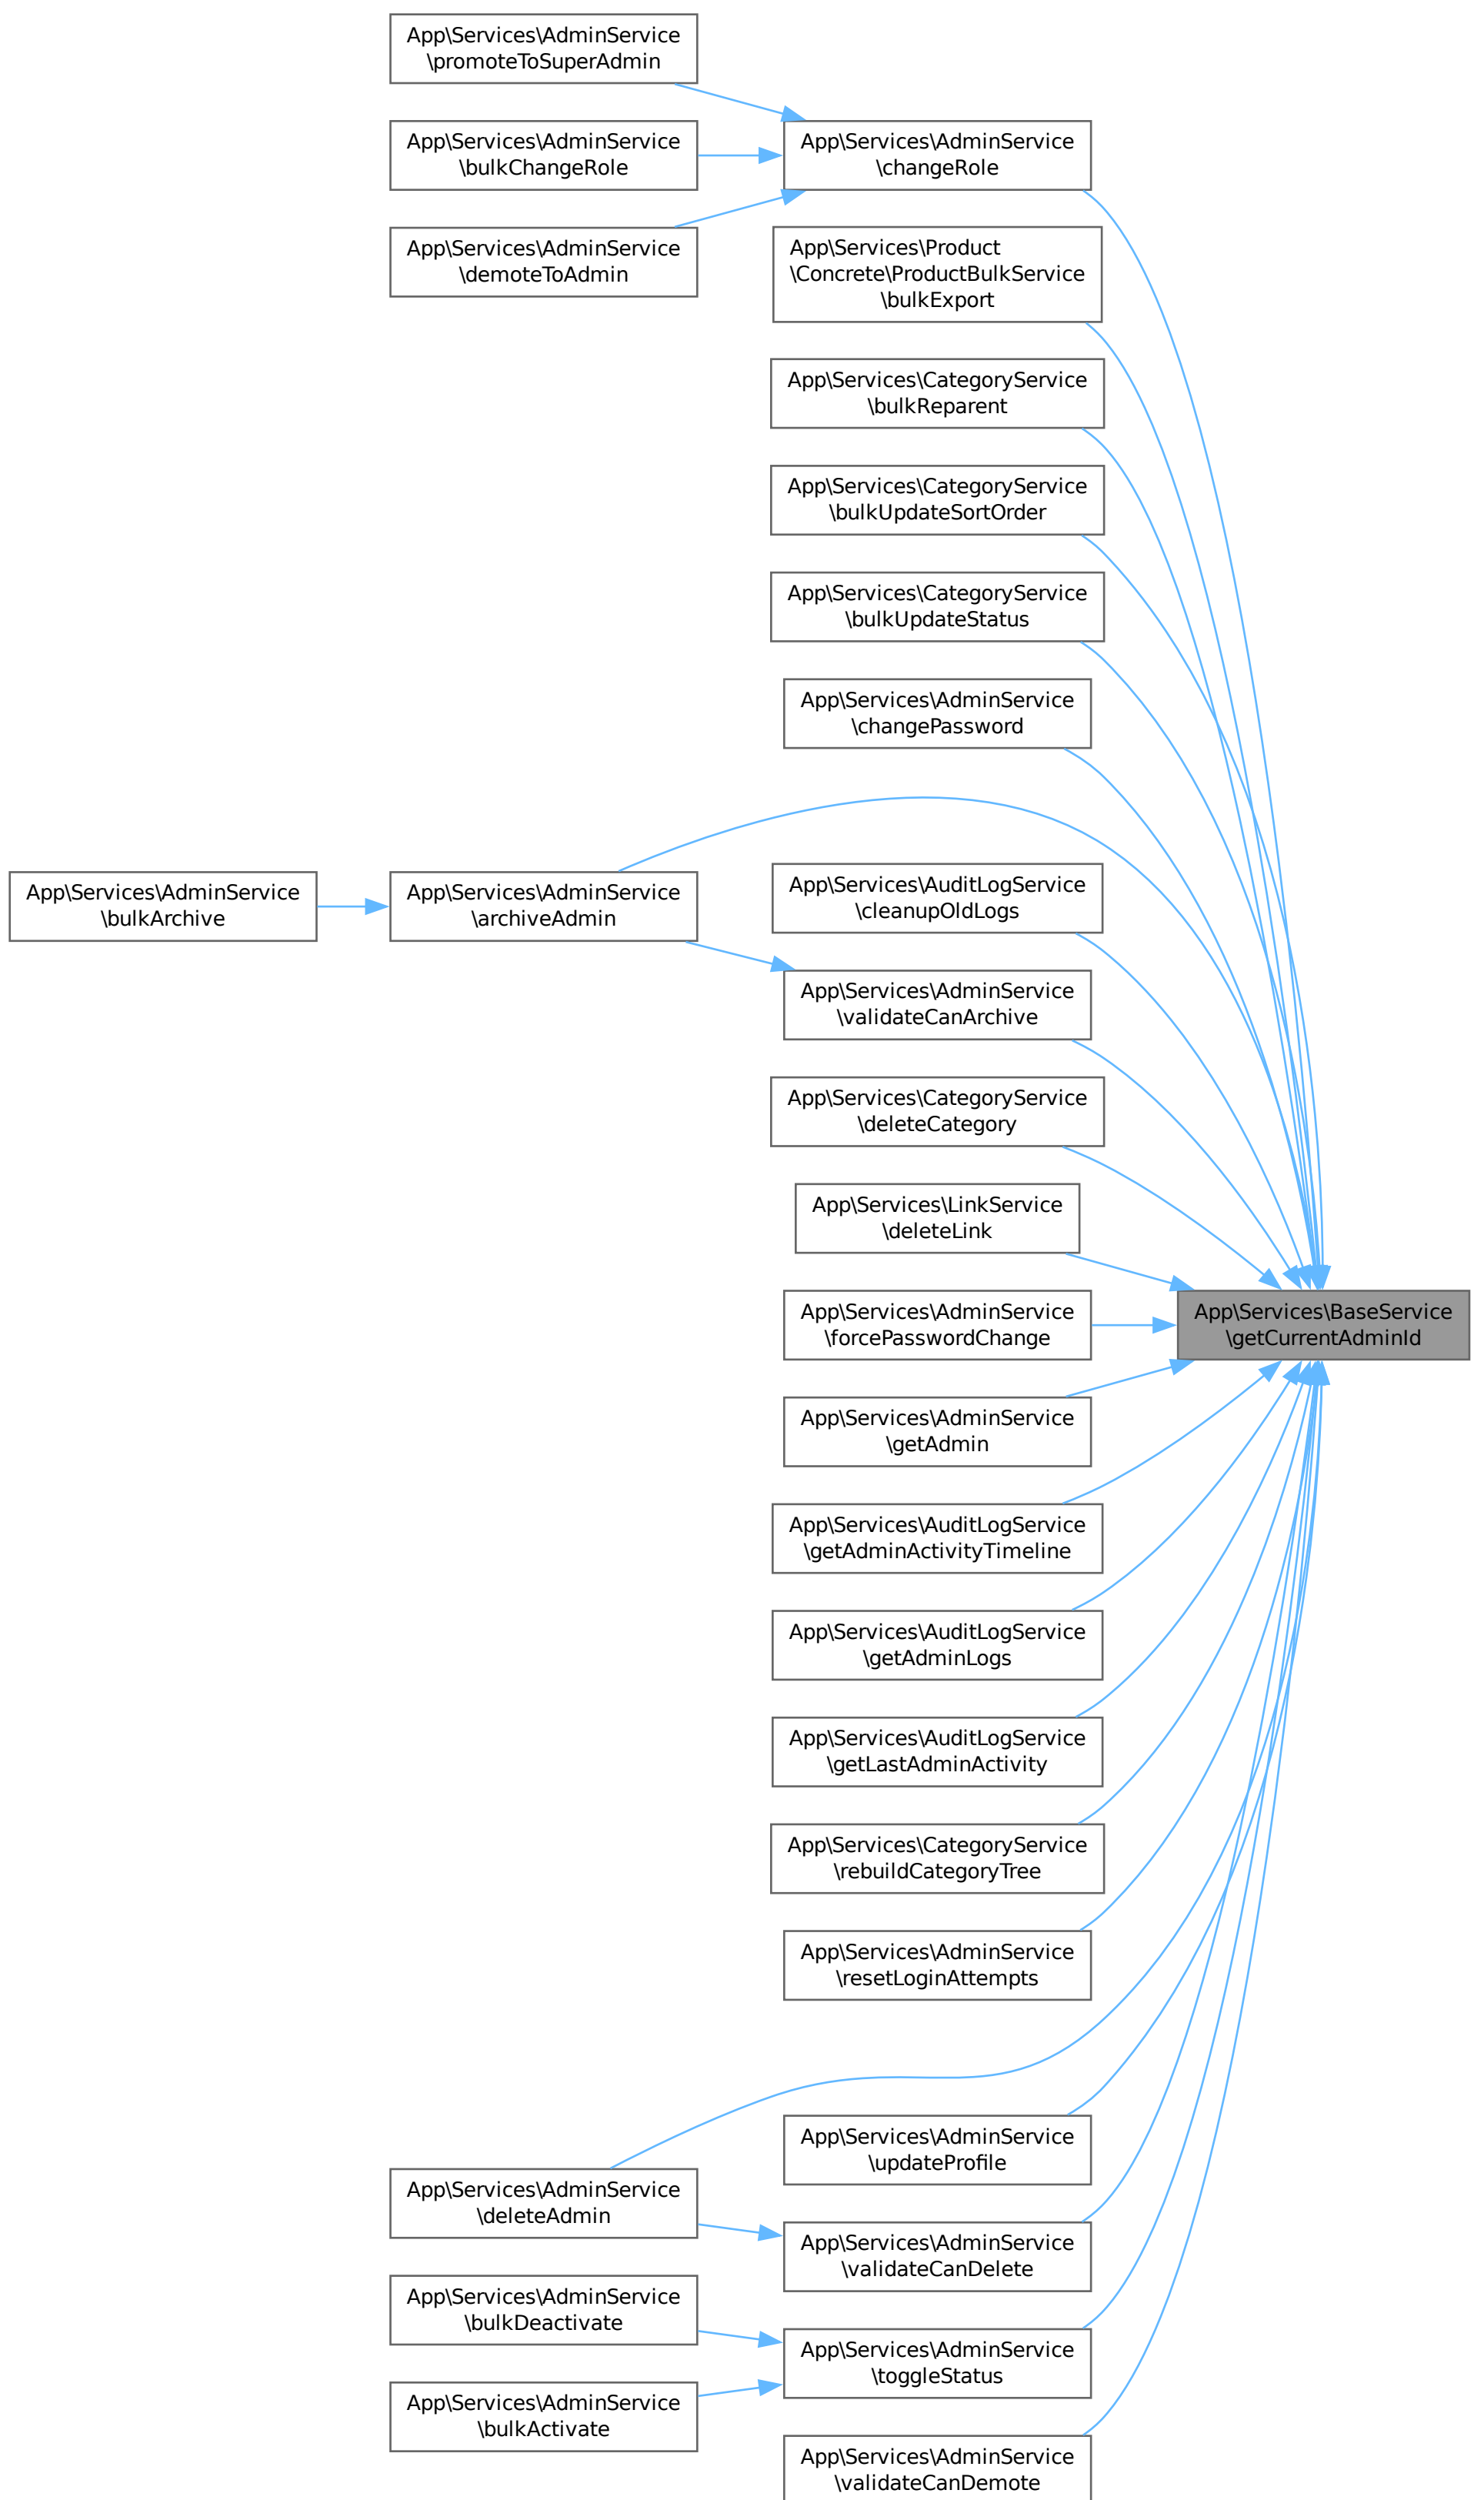 App\Services\AdminService
\promoteToSuperAdmin
App\Services\AdminService
\bulkChangeRole
App\Services\AdminService
\changeRole
App\Services\AdminService
\demoteToAdmin
App\Services\Product
\Concrete\ProductBulkService
\bulkExport
App\Services\CategoryService
\bulkReparent
App\Services\CategoryService
\bulkUpdateSortOrder
App\Services\CategoryService
\bulkUpdateStatus
App\Services\AdminService
\changePassword
App\Services\AdminService
\bulkArchive
App\Services\AdminService
\archiveAdmin
App\Services\AuditLogService
\cleanupOldLogs
App\Services\AdminService
\validateCanArchive
App\Services\CategoryService
\deleteCategory
App\Services\LinkService
\deleteLink
App\Services\AdminService
\forcePasswordChange
App\Services\BaseService
\getCurrentAdminId
App\Services\AdminService
\getAdmin
App\Services\AuditLogService
\getAdminActivityTimeline
App\Services\AuditLogService
\getAdminLogs
App\Services\AuditLogService
\getLastAdminActivity
App\Services\CategoryService
\rebuildCategoryTree
App\Services\AdminService
\resetLoginAttempts
App\Services\AdminService
\updateProfile
App\Services\AdminService
\deleteAdmin
App\Services\AdminService
\validateCanDelete
App\Services\AdminService
\bulkDeactivate
App\Services\AdminService
\toggleStatus
App\Services\AdminService
\bulkActivate
App\Services\AdminService
\validateCanDemote